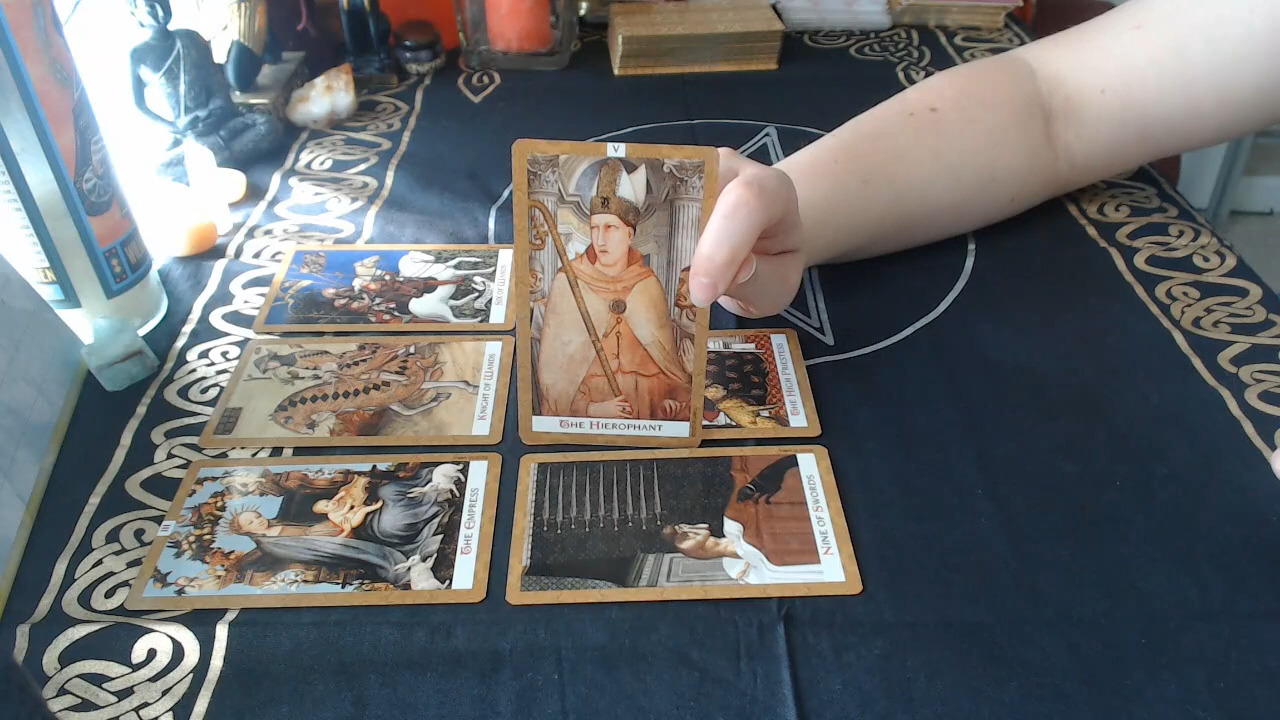 V
THE HIEROPHANT
SIX OF WANDS
KNIGHT OF WANDS
THE HIGH PRIESTESS
III
THE EMPRESS
NINE OF SWORDS